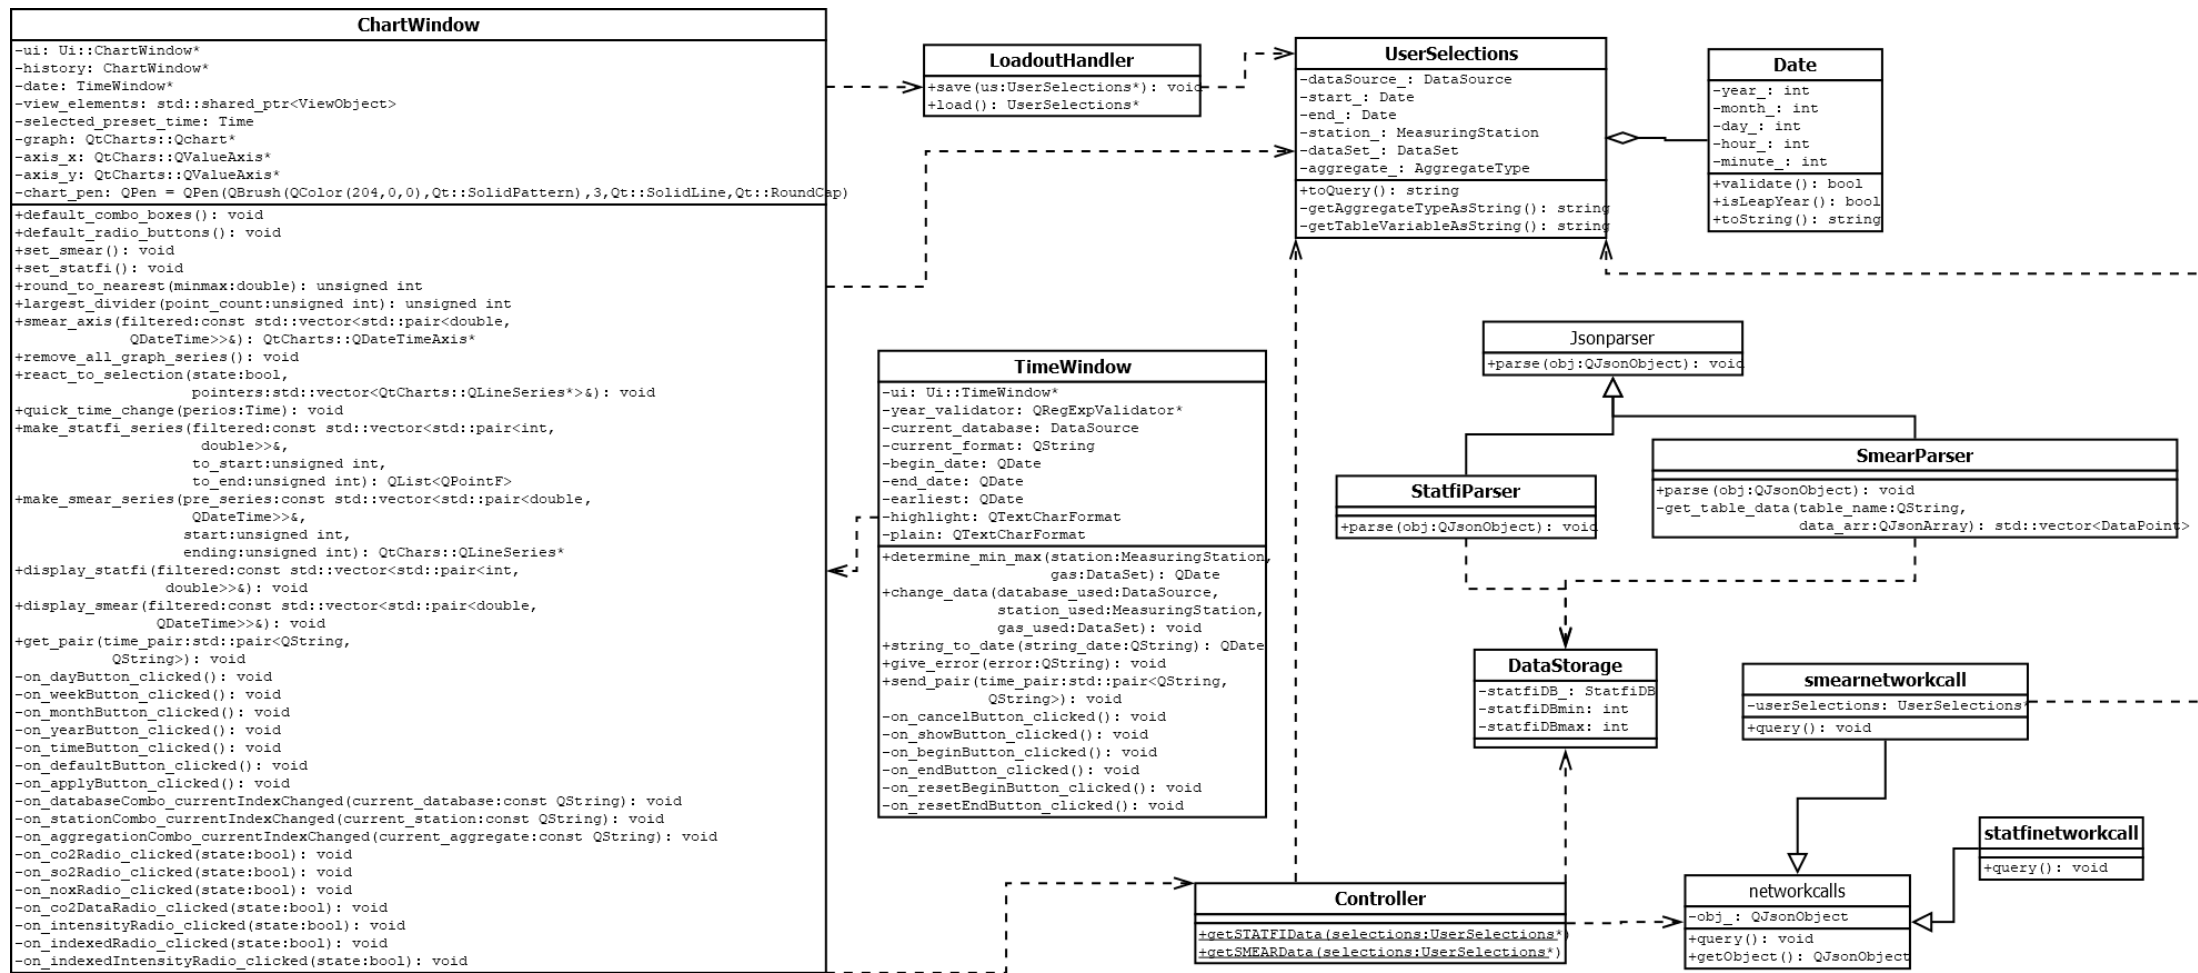 ChartWindow
-ui: Ui::ChartWindow*
-history: ChartWindow*
-date: TimeWindow*
-view_elements: std::shared_ptr<ViewObject>
-selected_preset_time: Time
-graph: QtCharts::Qchart*
-axis_x: QtChars::QValueAxis*
-axis_y: QtCharts::QValueAxis*
-chart_pen: QPen = QPen(QBrush(QColor(204,0,0),Qt::SolidPattern),3,Qt::SolidLine,Qt::RoundCap)
+default_combo_boxes(): void
+default_radio_buttons(): void
+set_smear(): void
+set_statfi(): void
+round_to_nearest(minmax:double): unsigned int
+largest_divider(point_count:unsigned int): unsigned int
+smear_axis(filtered:const std::vector<std::pair<double,
QDateTime>>&): QtCharts::QDateTimeAxis*
+remove_all_graph_series(): void
+react_to_selection(state:bool,
pointers:std::vector<QtCharts::QLineSeries*>&): void
+quick_time_change(perios:Time): void
+make_statfi_series(filtered:const std::vector<std::pair<int,
double>>&,
to_start:unsigned int,
to_end:unsigned int): QList<QPointF>
+make_smear_series(pre_series:const std::vector<std::pair<double,
QDateTime>>&,
start:unsigned int,
ending:unsigned int): QtChars::QLineSeries*
+display_statfi(filtered:const std::vector<std::pair<int,
double>>&): void
+display_smear(filtered:const std::vector<std::pair<double,
QDateTime>>&): void
+get_pair(time_pair:std::pair<QString,
QString>): void
-on_dayButton_clicked(): void
-on_weekButton_clicked(): void
-on_monthButton_clicked(): void
-on_yearButton_clicked(): void
-on_timeButton_clicked(): void
-on_defaultButton_clicked(): void
-on_applyButton_clicked(): void
-on_databaseCombo_currentIndexChanged(current_database:const QString): void
-on_stationCombo_currentIndexChanged(current_station:const QString): void
-on_aggregationCombo_currentIndexChanged(current_aggregate:const QString): void
-on_co2Radio_clicked(state:bool): void
-on_so2Radio_clicked(state:bool): void
-on_noxRadio_clicked(state:bool): void
-on_co2DataRadio_clicked(state:bool): void
-on_intensityRadio_clicked(state:bool): void
-on_indexedRadio_clicked(state:bool): void
-on_indexedIntensityRadio_clicked(state:bool): void
LoadoutHandler
+save(us:UserSelections*): void
+load(): UserSelections*
UserSelections
-dataSource_: DataSource
-start_: Date
-end_: Date
-station_: MeasuringStation
-dataSet_: DataSet
-aggregate_: AggregateType
+toQuery(): string
-getAggregateTypeAsString(): string
-getTableVariableAsString(): string
Date
-year_: int
-month_: int
-day_: int
-hour_: int
-minute_: int
+validate(): bool
+isLeapYear(): bool
+toString(): string
TimeWindow
-ui: Ui::TimeWindow*
-year_validator: QRegExpValidator*
-current_database: DataSource
-current_format: QString
-begin_date: QDate
-end_date: QDate
-earliest: QDate
-highlight: QTextCharFormat
-plain: QTextCharFormat
+determine_min_max(station:MeasuringStation,
gas:DataSet): QDate
+change_data(database_used:DataSource,
station_used:MeasuringStation,
gas_used:DataSet): void
+string_to_date(string_date:QString): QDate
+give_error(error:QString): void
+send_pair(time_pair:std::pair<QString,
QString>): void
-on_cancelButton_clicked(): void
-on_showButton_clicked(): void
-on_beginButton_clicked(): void
-on_endButton_clicked(): void
-on_resetBeginButton_clicked(): void
-on_resetEndButton_clicked(): void
Jsonparser
+parse(obj:QJsonObject): void
StatfiParser
+parse(obj:QJsonObject): void
SmearParser
+parse(obj:QJsonObject): void
-get_table_data(table_name:QString,
data_arr:QJsonArray): std::vector<DataPoint>
DataStorage
-statfiDB_: StatfiDB
-statfiDBmin: int
-statfiDBmax: int
smearnetworkcall
-userSelections: UserSelections*
+query(): void
statfinetworkcall
+query(): void
networkcalls
-obj_: QJsonObject
+query(): void
+getObject(): QJsonObject
Controller
+getSTATFIData(selections:UserSelections*)
+getSMEARData(selections:UserSelections*)